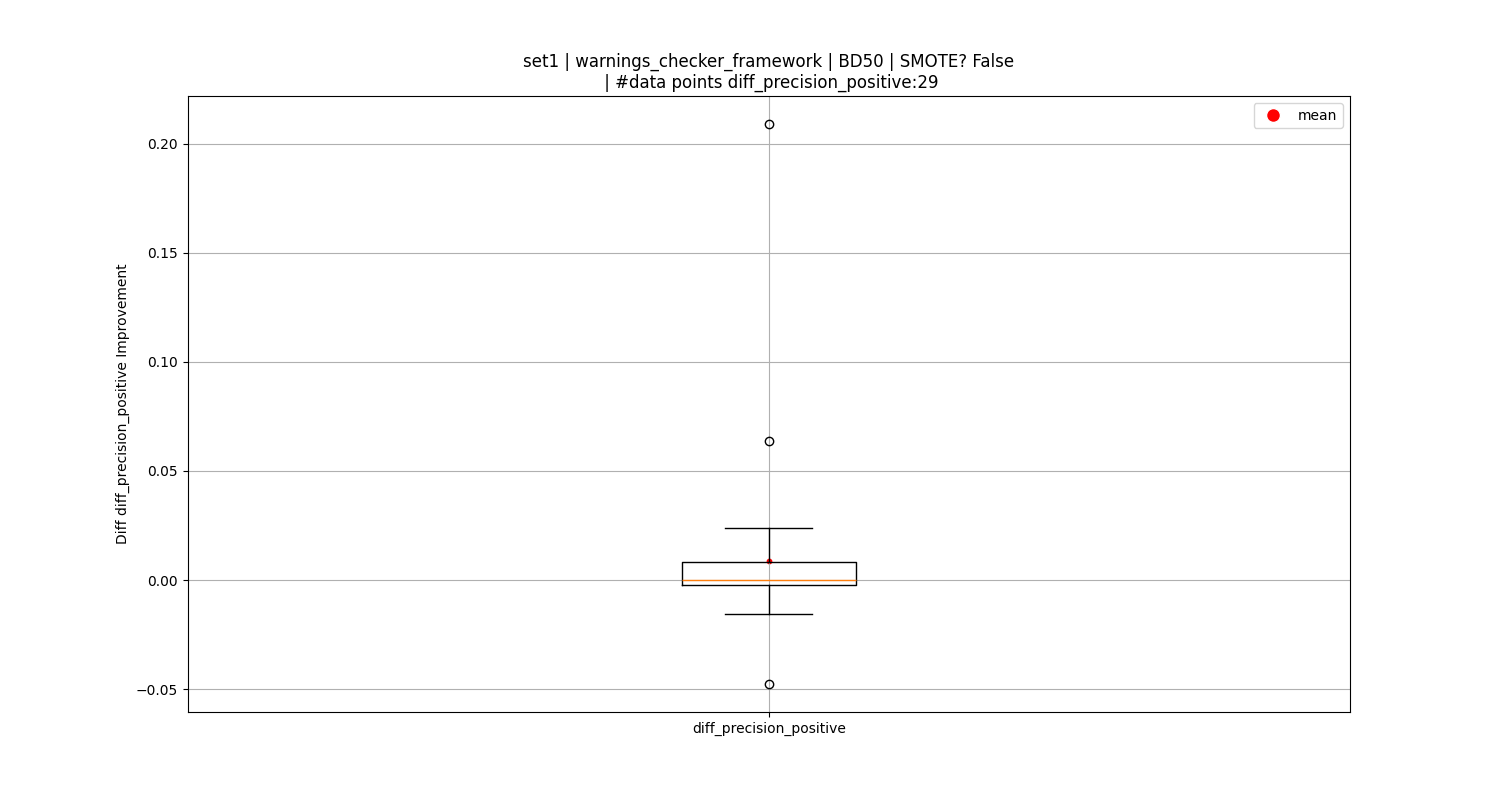 set1 | warnings_checker_framework | BD50 | SMOTE? False
| #data points diff_precision_positive:29
mean
0.20
0.15
0.10
0.05
0.00
−0.05
Diff diff_precision_positive Improvement
diff_precision_positive